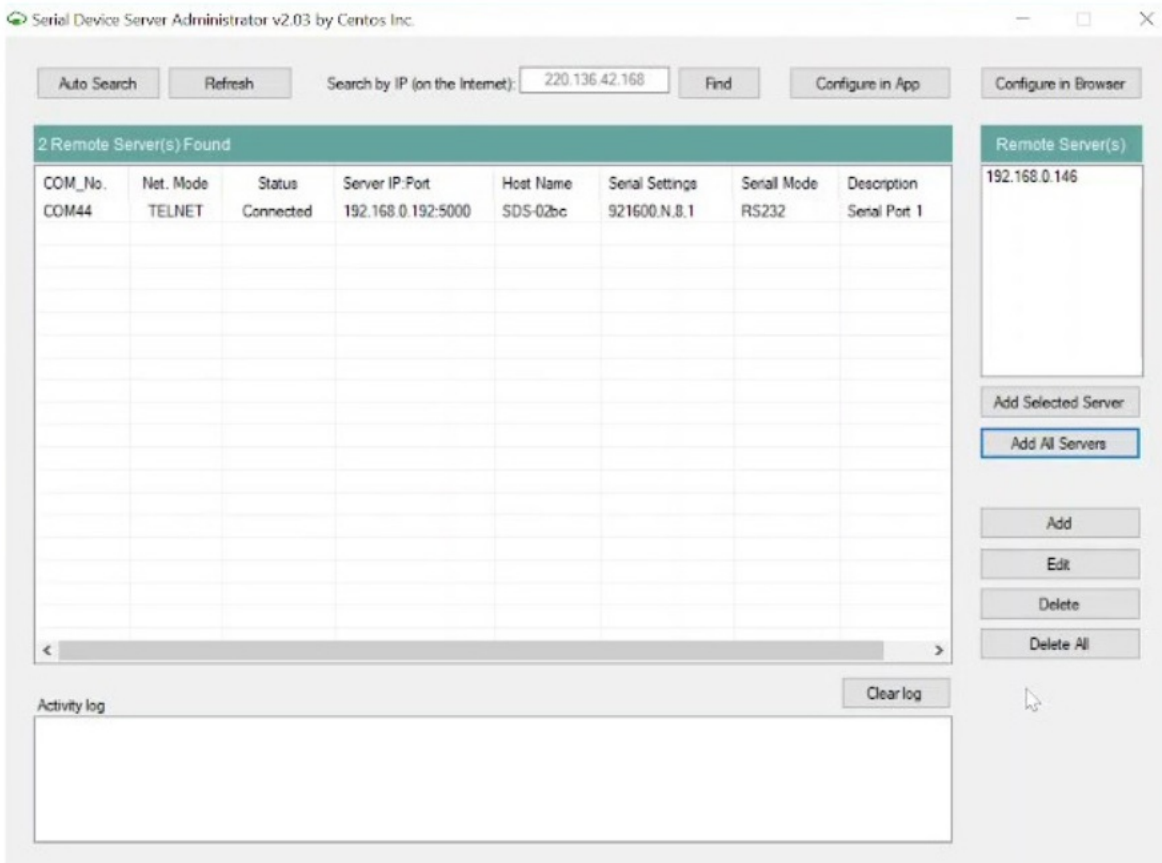 Serial Device Server Administrator v2.03 by Centos Inc.
Auto Search Refresh Search by IP (on the Internet): 220.136.42.168 Find Configure in App Configure in Browser
2 Remote Server(s) Found Remote Server(s)
COM_No. Net. Mode Status Server IP:Port Host Name Serial Settings Seriall Mode Description 192.168.0.146
COM44 TELNET Connected 192.168.0.192:5000 SDS-02bc 921600,N,8,1 RS232 Serial Port 1
Add Selected Server
Add All Servers
Add
Edit
Delete
Delete All
Clear log
Activity log